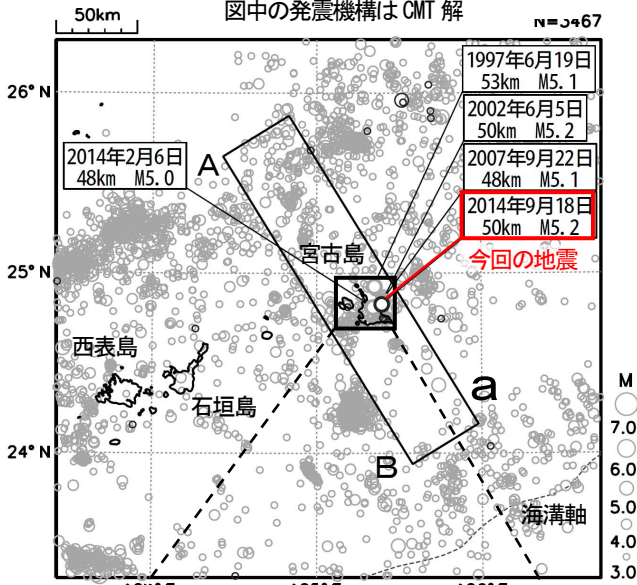 図中の発震機構は CMT 解
50km
N=3467
26°N
1997年6月19日
53km M5.1
2002年6月5日
50km M5.2
2007年9月22日
48km M5.1
2014年9月18日
50km M5.2
今回の地震
2014年2月6日
48km M5.0
A
宮古島
25°N
西表島
石垣島
a
M
7.0
6.0
5.0
4.0
3.0
24°N
B
海溝軸